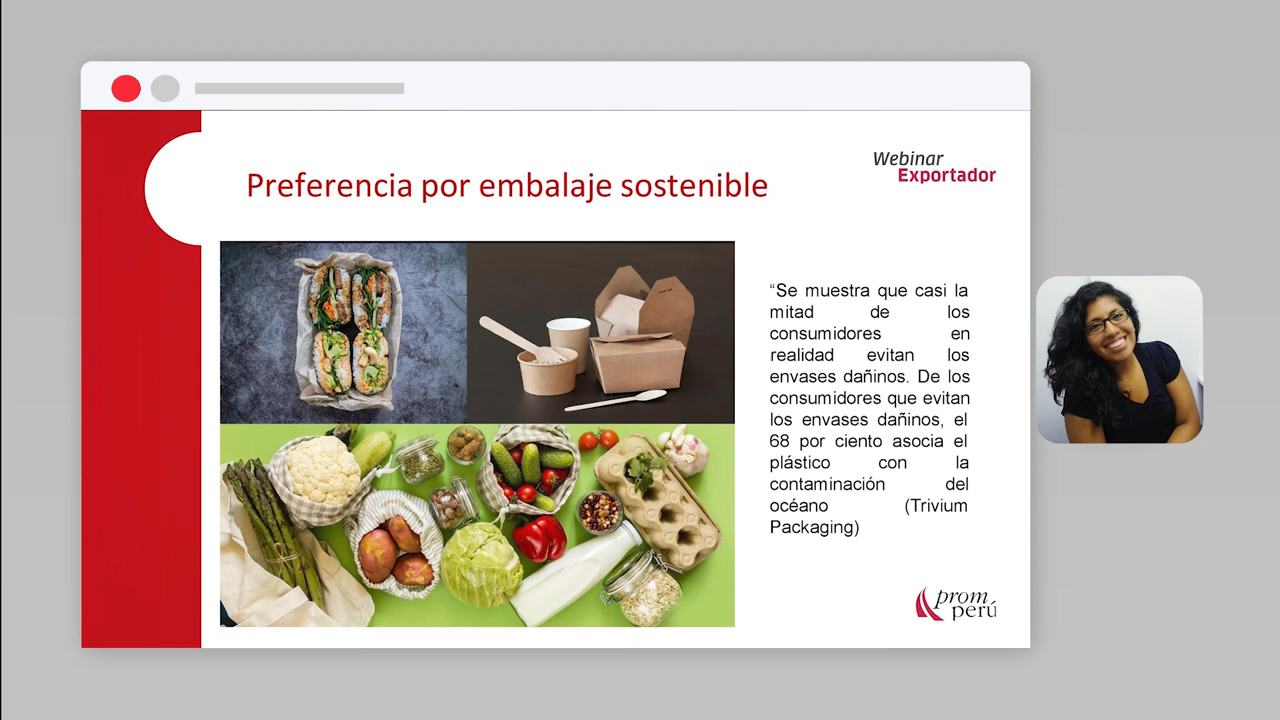 Preferencia por embalaje sostenible
Webinar
Exportador
“Se muestra que casi la
mitad de los
consumidores en
realidad evitan los
envases dañinos. De los
consumidores que evitan
los envases dañinos, el
68 por ciento asocia el
plástico con la
contaminación del
océano (Trivium
Packaging)
prom
perú